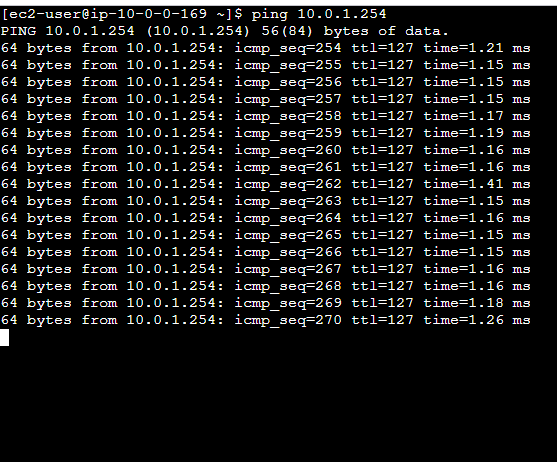 [ec2-user@ip-10-0-0-169 ~]$ ping 10.0.1.254
PING 10.0.1.254 (10.0.1.254) 56(84) bytes of data.
64 bytes from 10.0.1.254: icmp_seq=254 ttl=127 time=1.21 ms
64 bytes from 10.0.1.254: icmp_seq=255 ttl=127 time=1.15 ms
64 bytes from 10.0.1.254: icmp_seq=256 ttl=127 time=1.15 ms
64 bytes from 10.0.1.254: icmp_seq=257 ttl=127 time=1.15 ms
64 bytes from 10.0.1.254: icmp_seq=258 ttl=127 time=1.17 ms
64 bytes from 10.0.1.254: icmp_seq=259 ttl=127 time=1.19 ms
64 bytes from 10.0.1.254: icmp_seq=260 ttl=127 time=1.16 ms
64 bytes from 10.0.1.254: icmp_seq=261 ttl=127 time=1.16 ms
64 bytes from 10.0.1.254: icmp_seq=262 ttl=127 time=1.41 ms
64 bytes from 10.0.1.254: icmp_seq=263 ttl=127 time=1.15 ms
64 bytes from 10.0.1.254: icmp_seq=264 ttl=127 time=1.16 ms
64 bytes from 10.0.1.254: icmp_seq=265 ttl=127 time=1.15 ms
64 bytes from 10.0.1.254: icmp_seq=266 ttl=127 time=1.15 ms
64 bytes from 10.0.1.254: icmp_seq=267 ttl=127 time=1.16 ms
64 bytes from 10.0.1.254: icmp_seq=268 ttl=127 time=1.16 ms
64 bytes from 10.0.1.254: icmp_seq=269 ttl=127 time=1.18 ms
64 bytes from 10.0.1.254: icmp_seq=270 ttl=127 time=1.26 ms